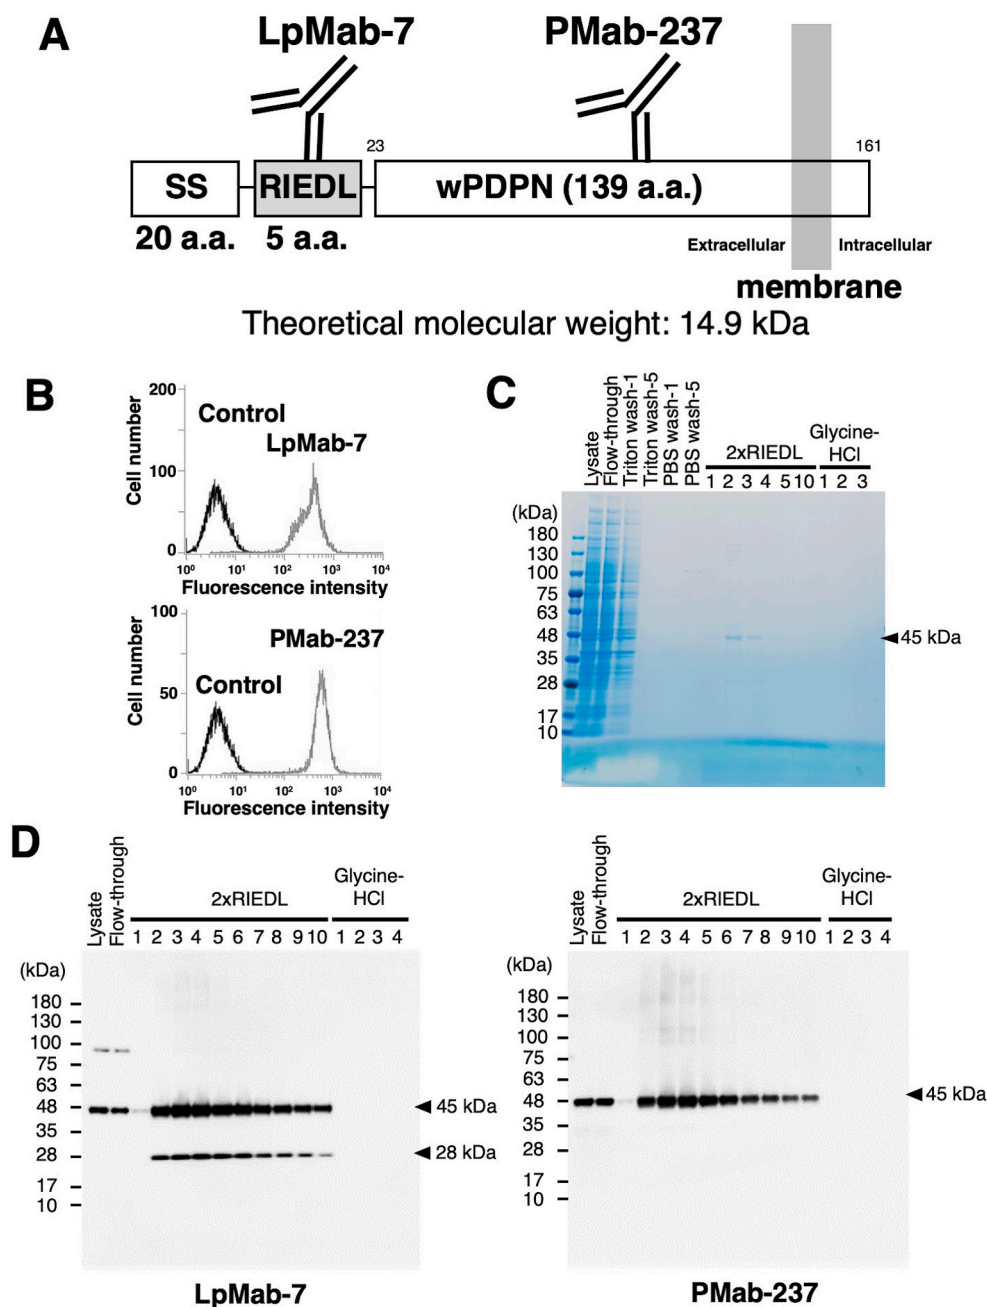 A
LpMab-7 PMab-237
23 161
SS RIEDL wPDPN (139 a.a.)
20 a.a. 5 a.a.
Extracellular Intracellular
membrane
Theoretical molecular weight: 14.9 kDa
B
200
100
0
Cell number
Control
LpMab-7
10⁰ 10¹ 10² 10³ 10⁴
Fluorescence intensity
100
50
0
Cell number
PMab-237
Control
10⁰ 10¹ 10² 10³ 10⁴
Fluorescence intensity
C
Lysate
Flow-through
Triton wash-1
Triton wash-5
PBS wash-1
PBS wash-5
2xRIEDL
Glycine-
HCl
1 2 3 4 5 10 1 2 3
(kDa)
180
130
100
75
63
48
35
28
17
10
45 kDa
D
Lysate
Flow-through
2xRIEDL
Glycine-
HCl
1 2 3 4 5 6 7 8 9 10 1 2 3 4
(kDa)
180
130
100
75
63
48
35
28
17
10
45 kDa
28 kDa
LpMab-7
Lysate
Flow-through
2xRIEDL
Glycine-
HCl
1 2 3 4 5 6 7 8 9 10 1 2 3 4
(kDa)
180
130
100
75
63
48
35
28
17
10
45 kDa
PMab-237